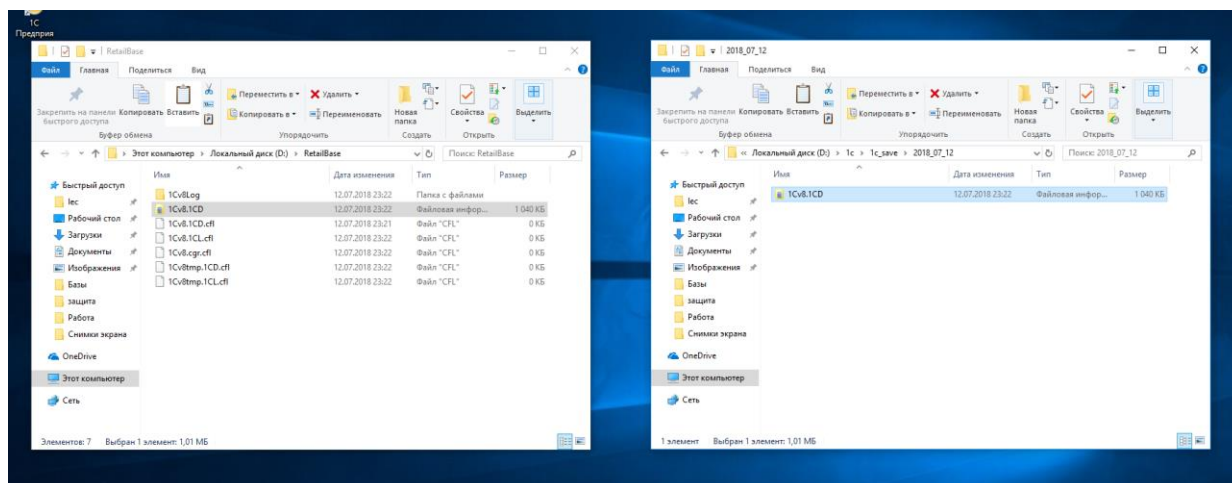 1С
Предприя
RetailBase
Файл Главная Поделиться Вид
Закрепить на панели быстрого доступа
Копировать Вставить
Переместить в
Копировать в
Удалить
Переименовать
Новая папка
Свойства
Выделить
Буфер обмена Упорядочить Создать Открыть
Этот компьютер > Локальный диск (D:) > RetailBase
Поиск: RetailBase
Имя Дата изменения Тип Размер
1Cv8Log 12.07.2018 23:22 Папка с файлами
1Cv8.1CD 12.07.2018 23:22 Файловая инфор... 1 040 КБ
1Cv8.1CD.cfl 12.07.2018 23:21 Файл "CFL" 0 КБ
1Cv8.1CL.cfl 12.07.2018 23:22 Файл "CFL" 0 КБ
1Cv8.cgr.cfl 12.07.2018 23:22 Файл "CFL" 0 КБ
1Cv8tmp.1CD.cfl 12.07.2018 23:22 Файл "CFL" 0 КБ
1Cv8tmp.1CL.cfl 12.07.2018 23:22 Файл "CFL" 0 КБ
Быстрый доступ
lec
Рабочий стол
Загрузки
Документы
Изображения
Базы
защита
Работа
Снимки экрана
OneDrive
Этот компьютер
Сеть
Элементов: 7 Выбран 1 элемент: 1,01 МБ
2018_07_12
Файл Главная Поделиться Вид
Закрепить на панели быстрого доступа
Копировать Вставить
Переместить в
Копировать в
Удалить
Переименовать
Новая папка
Свойства
Выделить
Буфер обмена Упорядочить Создать Открыть
« Локальный диск (D:) > 1c > 1c_save > 2018_07_12
Поиск: 2018_07_12
Имя Дата изменения Тип Размер
1Cv8.1CD 12.07.2018 23:22 Файловая инфор... 1 040 КБ
Быстрый доступ
lec
Рабочий стол
Загрузки
Документы
Изображения
Базы
защита
Работа
Снимки экрана
OneDrive
Этот компьютер
Сеть
1 элемент Выбран 1 элемент: 1,01 МБ